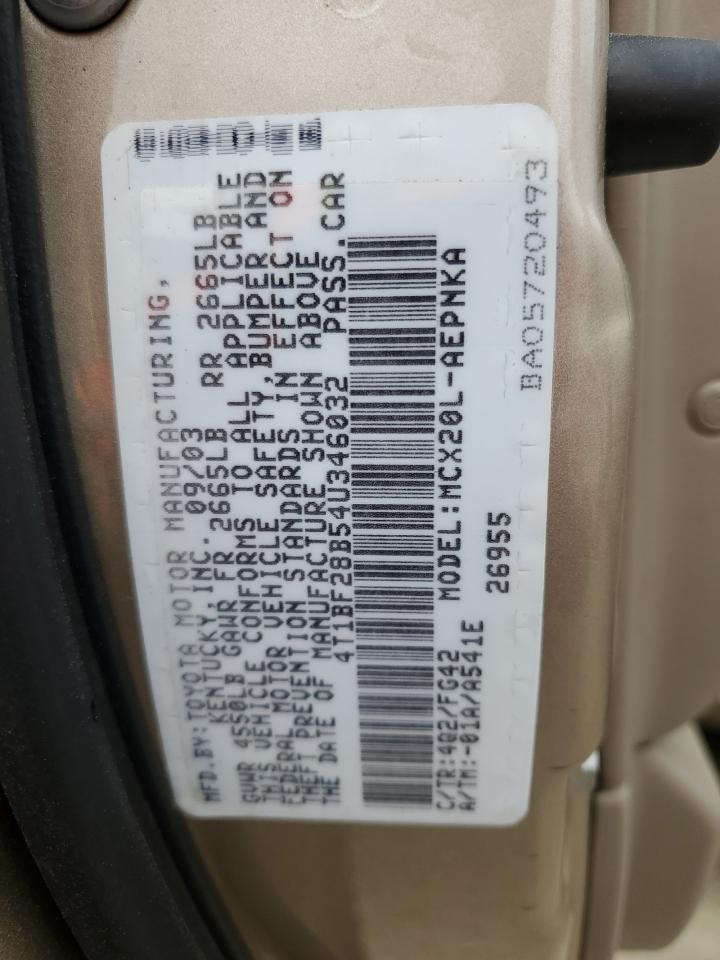 MFD.BY:TOYOTA MOTOR MANUFACTURING,
KENTUCKY,INC. 09/03
GVWR 4550LB GAWR FR 2665LB RR 2665LB
THIS VEHICLE CONFORMS TO ALL APPLICABLE
FEDERAL MOTOR VEHICLE SAFETY,BUMPER AND
THEFT PREVENTION STANDARDS IN EFFECT ON
THE DATE OF MANUFACTURE SHOWN ABOVE
4T1BF28B54U346032 PASS.CAR
C/TR:4Q2/FG42 MODEL:MCX20L-AEPNKA
A/TM:-01A/A541E
26955
BA05720493